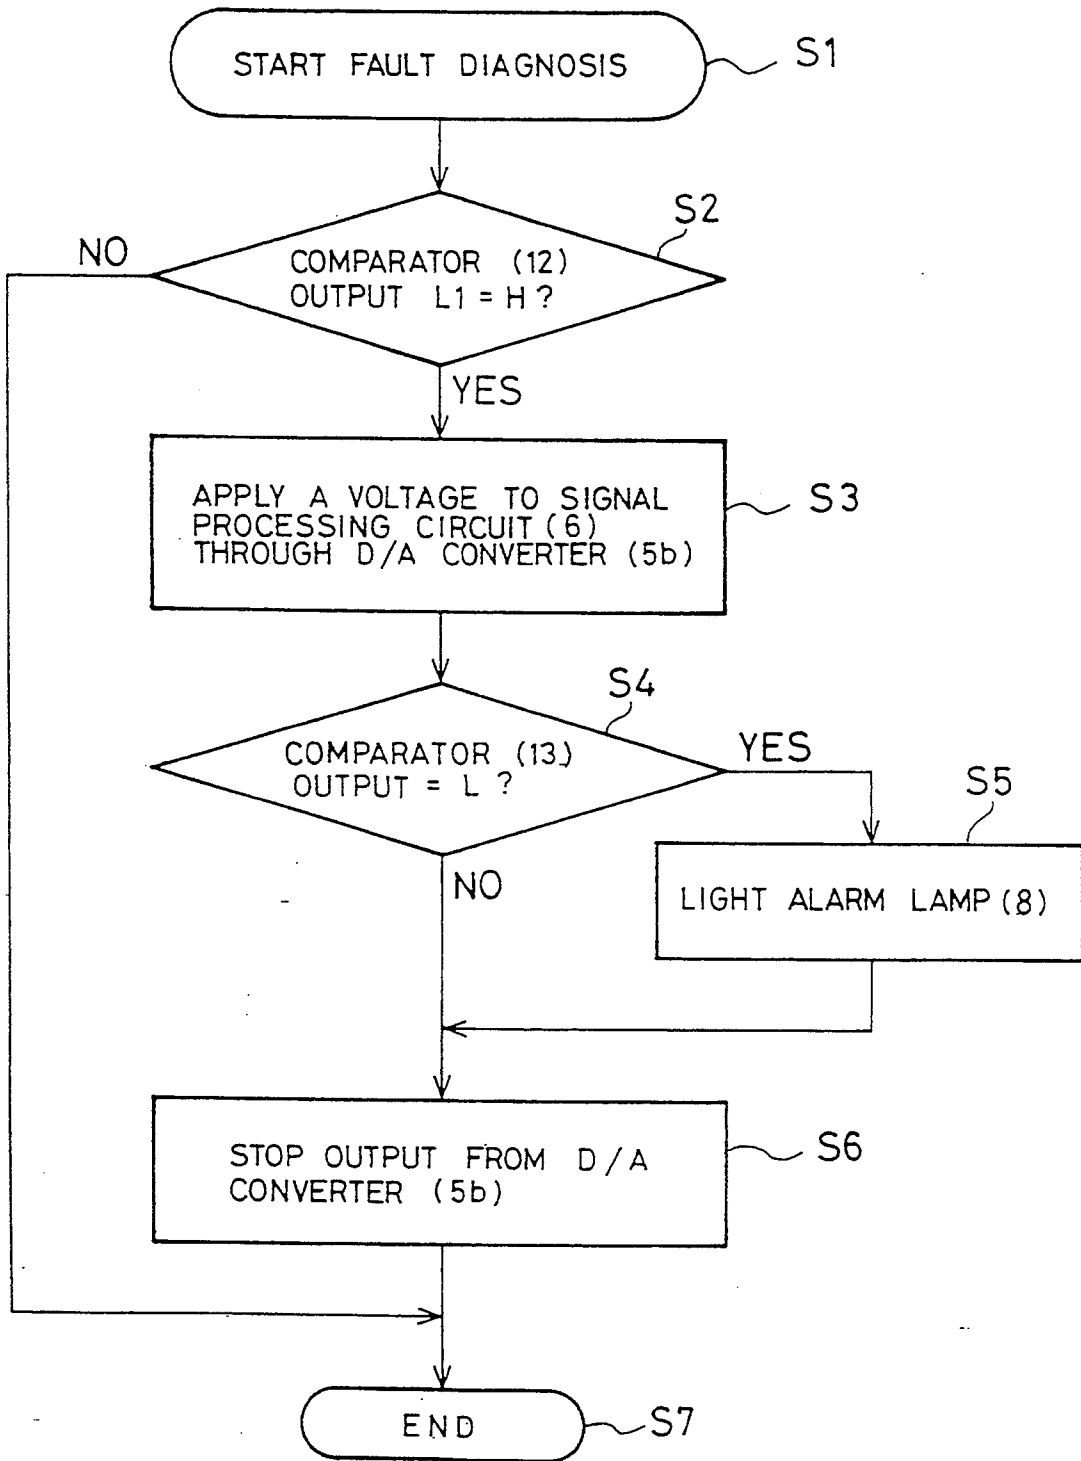 START FAULT DIAGNOSIS
S1
S2
NO
COMPARATOR (12)
OUTPUT L1 = H ?
YES
S3
APPLY A VOLTAGE TO SIGNAL
PROCESSING CIRCUIT (6)
THROUGH D/A CONVERTER (5b)
S4
COMPARATOR (13)
OUTPUT = L ?
YES
S5
NO
LIGHT ALARM LAMP (8)
STOP OUTPUT FROM D/A
CONVERTER (5b)
S6
END
S7